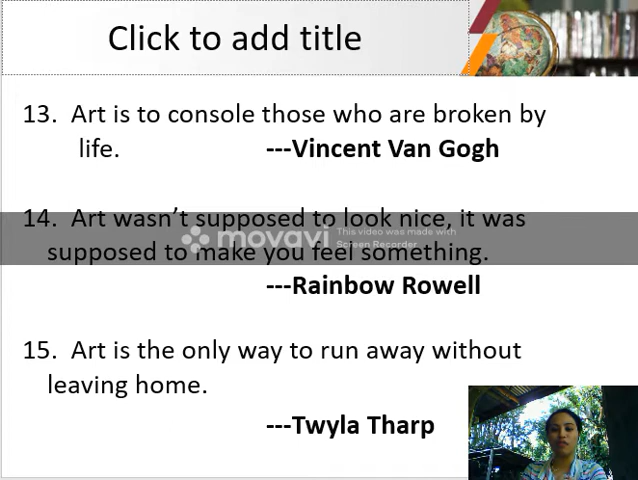 Click to add title
13. Art is to console those who are broken by
life. ---Vincent Van Gogh
14. Art wasn't supposed to look nice, it was
supposed to make you feel something.
movavi
This video was made with
Screen Recorder
---Rainbow Rowell
15. Art is the only way to run away without
leaving home.
---Twyla Tharp